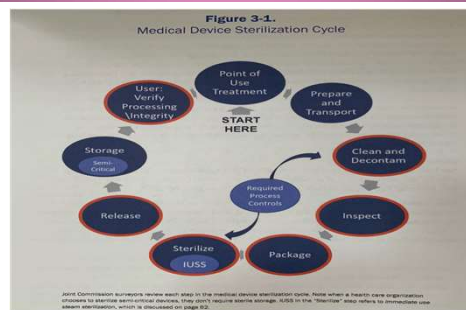 Figure 3-1.
Medical Device Sterilization Cycle
Point of
Use
Treatment
START
HERE
Prepare
and
Transport
Clean and
Decontam
Inspect
Package
Sterilize
IUSS
Release
Storage
Semi-
Critical
User:
Verify
Processing
\Integrity
Required
Process
Controls
Joint Commission surveyors review each step in the medical device sterilization cycle. Note when a health care organization
chooses to sterilize semi-critical devices, they don't require sterile storage. IUSS in the "Sterilize" step refers to immediate use
steam sterilization, which is discussed on page